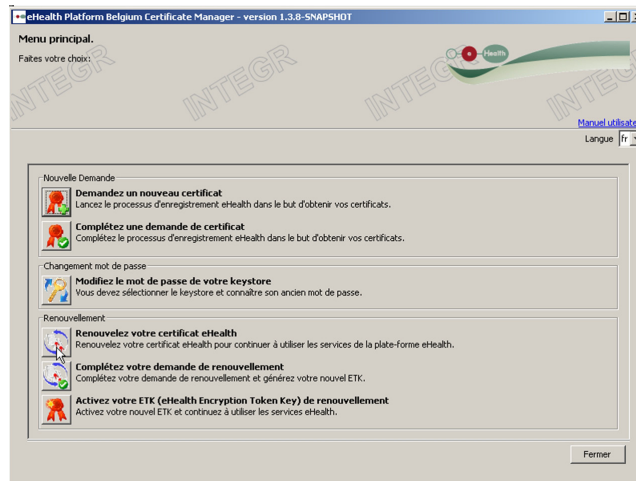 eHealth Platform Belgium Certificate Manager - version 1.3.8-SNAPSHOT
Menu principal.
Faites votre choix:
Health
INTEGR
INTEGR
INTEGR
INTEGR
Manuel utilisate
Langue fr
Nouvelle Demande
Demandez un nouveau certificat
Lancez le processus d'enregistrement eHealth dans le but d'obtenir vos certificats.
Complétez une demande de certificat
Complétez le processus d'enregistrement eHealth dans le but d'obtenir vos certificats.
Changement mot de passe
Modifiez le mot de passe de votre keystore
Vous devez sélectionner le keystore et connaître son ancien mot de passe.
Renouvellement
Renouvelez votre certificat eHealth
Renouvelez votre certificat eHealth pour continuer à utiliser les services de la plate-forme eHealth.
Complétez votre demande de renouvellement
Complétez votre demande de renouvellement et générez votre nouvel ETK.
Activez votre ETK (eHealth Encryption Token Key) de renouvellement
Activez votre nouvel ETK et continuez à utiliser les services eHealth.
Fermer